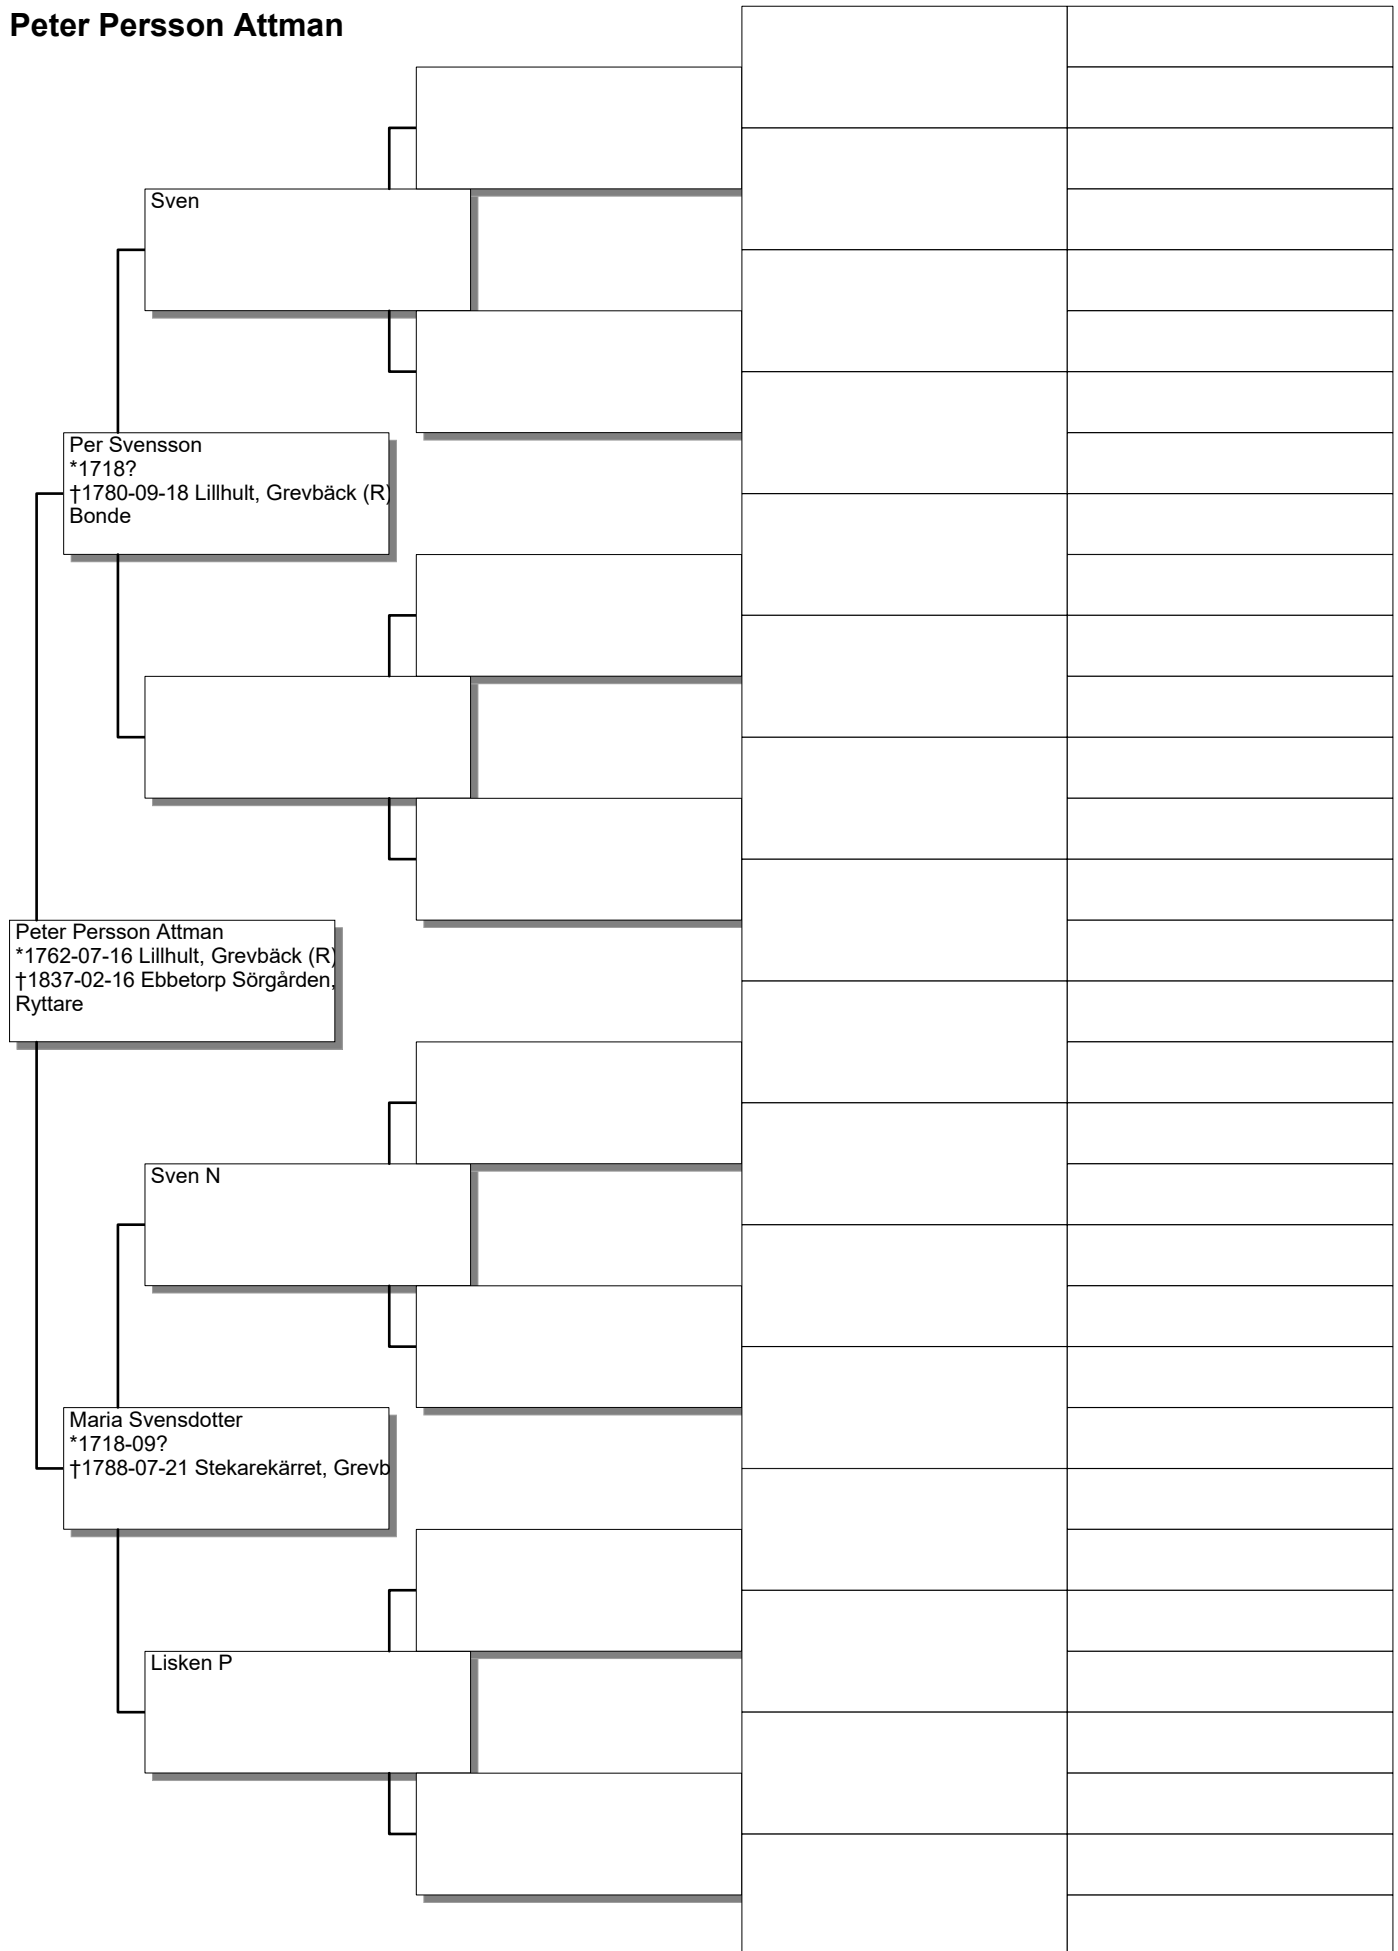 Peter Persson Attman
Sven
Per Svensson
*1718?
†1780-09-18 Lillhult, Grevbäck (R)
Bonde
Peter Persson Attman
*1762-07-16 Lillhult, Grevbäck (R)
†1837-02-16 Ebbetorp Sörgården,
Ryttare
Sven N
Maria Svensdotter
*1718-09?
†1788-07-21 Stekarekärret, Grevb
Lisken P